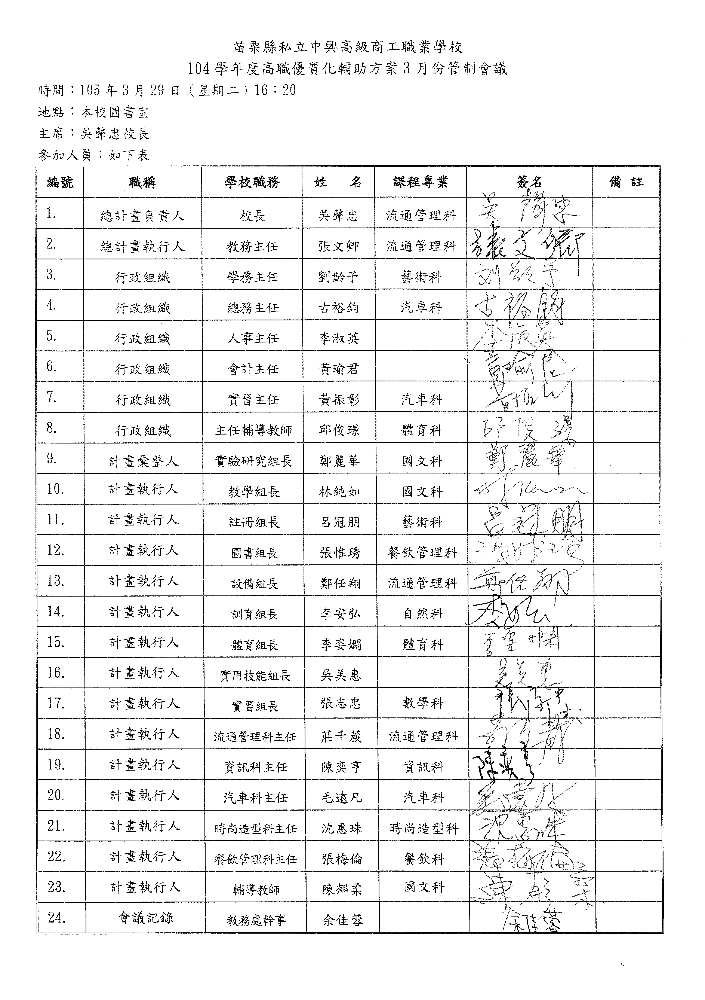 苗栗縣私立中興高級商工職業學校
104 學年度高職優質化輔助方案 3 月份管制會議
時間：105 年 3 月 29 日（星期二）16：20
地點：本校圖書室
主席：吳聲忠校長
參加人員：如下表
編號 職稱 學校職務 姓 名 課程專業 簽名 備 註
1. 總計畫負責人 校長 吳聲忠 流通管理科 吳聲忠
2. 總計畫執行人 教務主任 張文卿 流通管理科 張文卿
3. 行政組織 學務主任 劉齡予 藝術科 刘齡予
4. 行政組織 總務主任 古裕鈞 汽車科 古裕鈞
5. 行政組織 人事主任 李淑英 李淑英
6. 行政組織 會計主任 黃瑜君 黃瑜君
7. 行政組織 實習主任 黃振彰 汽車科
8. 行政組織 主任輔導教師 邱俊璟 體育科 邱俊璟
9. 計畫彙整人 實驗研究組長 鄭麗華 國文科 鄭麗華
10. 計畫執行人 教學組長 林純如 國文科
11. 計畫執行人 註冊組長 呂冠朋 藝術科 呂冠朋
12. 計畫執行人 圖書組長 張惟琇 餐飲管理科
13. 計畫執行人 設備組長 鄭任翔 流通管理科 鄭任翔
14. 計畫執行人 訓育組長 李安弘 自然科 李安弘
15. 計畫執行人 體育組長 李姿嫻 體育科 李姿嫻
16. 計畫執行人 實用技能組長 吳美惠 吳美惠
17. 計畫執行人 實習組長 張志忠 數學科
18. 計畫執行人 流通管理科主任 莊千葳 流通管理科
19. 計畫執行人 資訊科主任 陳奕亨 資訊科 陳奕亨
20. 計畫執行人 汽車科主任 毛遠凡 汽車科 毛遠凡
21. 計畫執行人 時尚造型科主任 沈惠珠 時尚造型科 沈惠珠
22. 計畫執行人 餐飲管理科主任 張梅倫 餐飲科 張梅倫
23. 計畫執行人 輔導教師 陳郁柔 國文科 陳郁柔
24. 會議記錄 教務處幹事 余佳蓉 余佳蓉